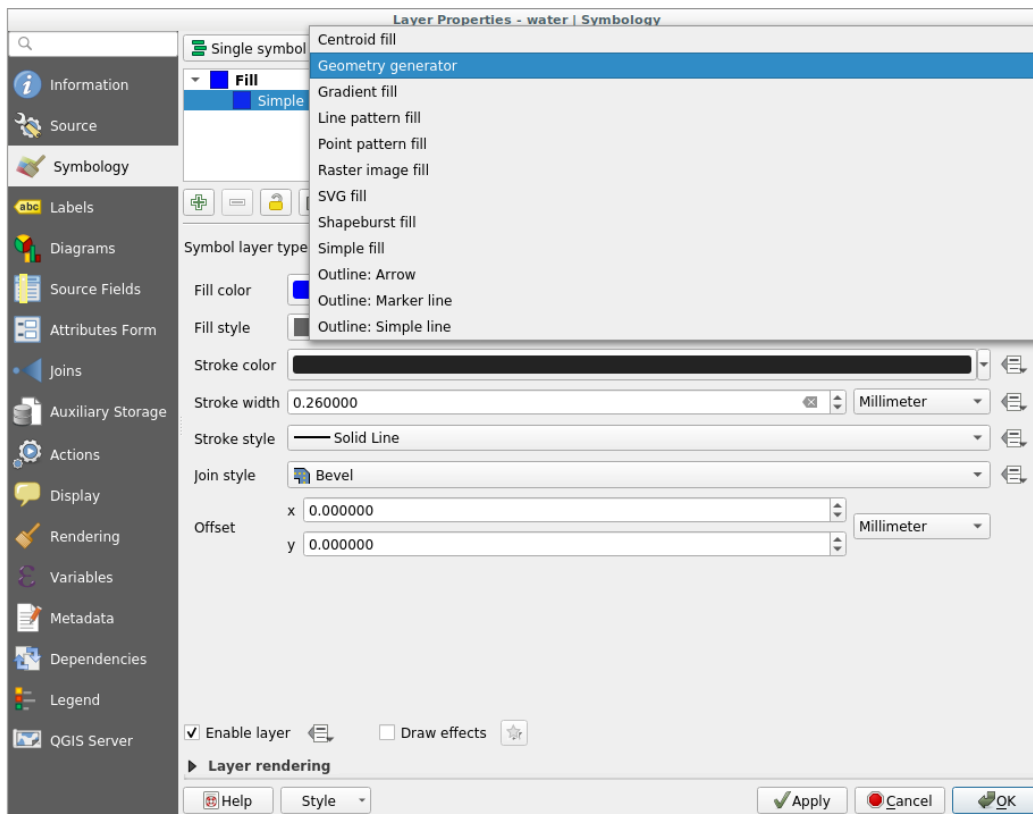 Layer Properties - water | Symbology
Information
Source
Symbology
Labels
Diagrams
Source Fields
Attributes Form
Joins
Auxiliary Storage
Actions
Display
Rendering
Variables
Metadata
Dependencies
Legend
QGIS Server
abc
Single symbol
Fill
Simple
Centroid fill
Geometry generator
Gradient fill
Line pattern fill
Point pattern fill
Raster image fill
SVG fill
Shapeburst fill
Simple fill
Outline: Arrow
Outline: Marker line
Outline: Simple line
Symbol layer type
Fill color
Fill style
Stroke color
Stroke width 0.260000 Millimeter
Stroke style Solid Line
Join style Bevel
Offset x 0.000000 Millimeter
y 0.000000
Enable layer Draw effects
Layer rendering
Help Style Apply Cancel OK